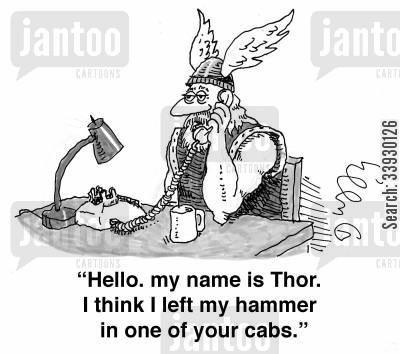 jantoo jantoo
CARTOONS CARTOONS
jantoo jantoo
CARTOONS CARTOONS
Search: 33930126
"Hello. my name is Thor.
I think I left my hammer
in one of your cabs."